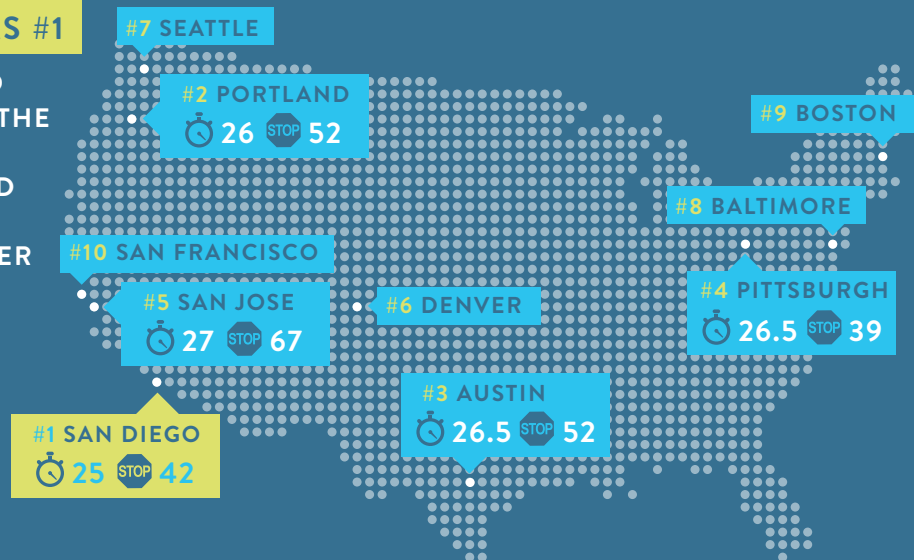 S #1
THE
D
ER
#7 SEATTLE
#2 PORTLAND
26 STOP 52
#9 BOSTON
#8 BALTIMORE
#10 SAN FRANCISCO
#5 SAN JOSE
27 STOP 67
#6 DENVER
#4 PITTSBURGH
26.5 STOP 39
#3 AUSTIN
26.5 STOP 52
#1 SAN DIEGO
25 STOP 42